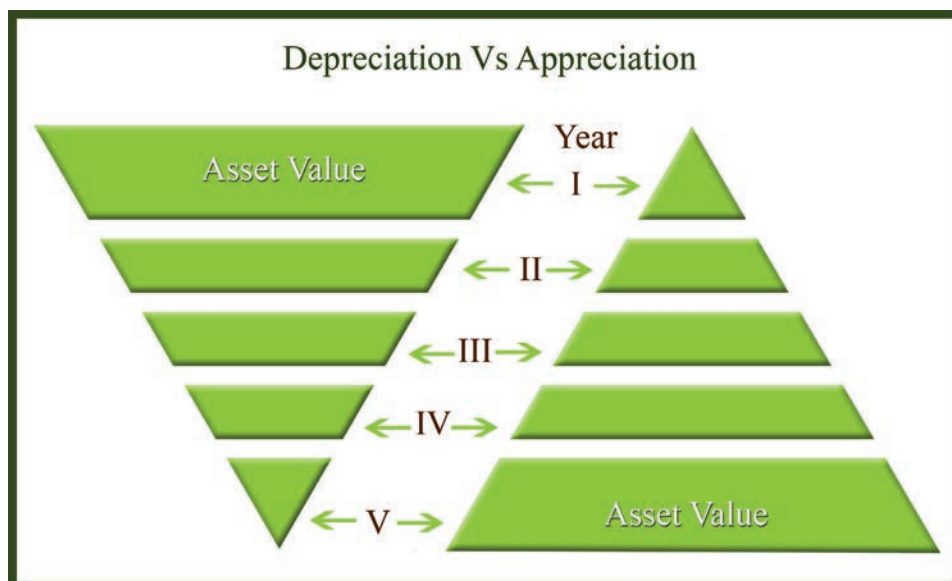 Depreciation Vs Appreciation
Asset Value
Year
I
II
III
IV
V
Asset Value